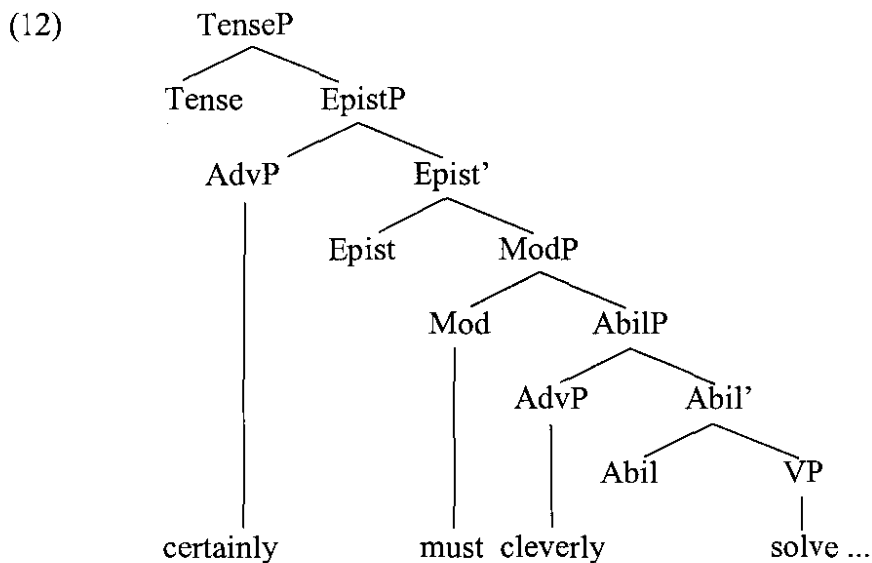 (12) TenseP
Tense EpistP
AdvP Epist’
Epist ModP
Mod AbilP
AdvP Abil’
Abil VP
certainly must cleverly solve ...